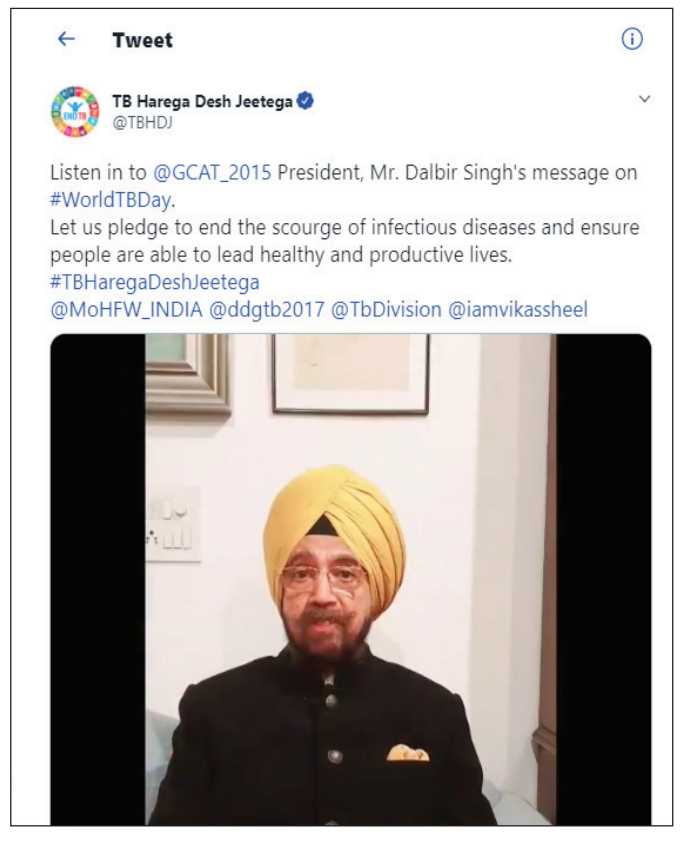 Tweet
TB Harega Desh Jeetega
@TBHDJ
END TB
Listen in to @GCAT_2015 President, Mr. Dalbir Singh's message on
#WorldTBDay.
Let us pledge to end the scourge of infectious diseases and ensure
people are able to lead healthy and productive lives.
#TBHaregaDeshJeetega
@MoHFW_INDIA @ddgtb2017 @TbDivision @iamvikassheel